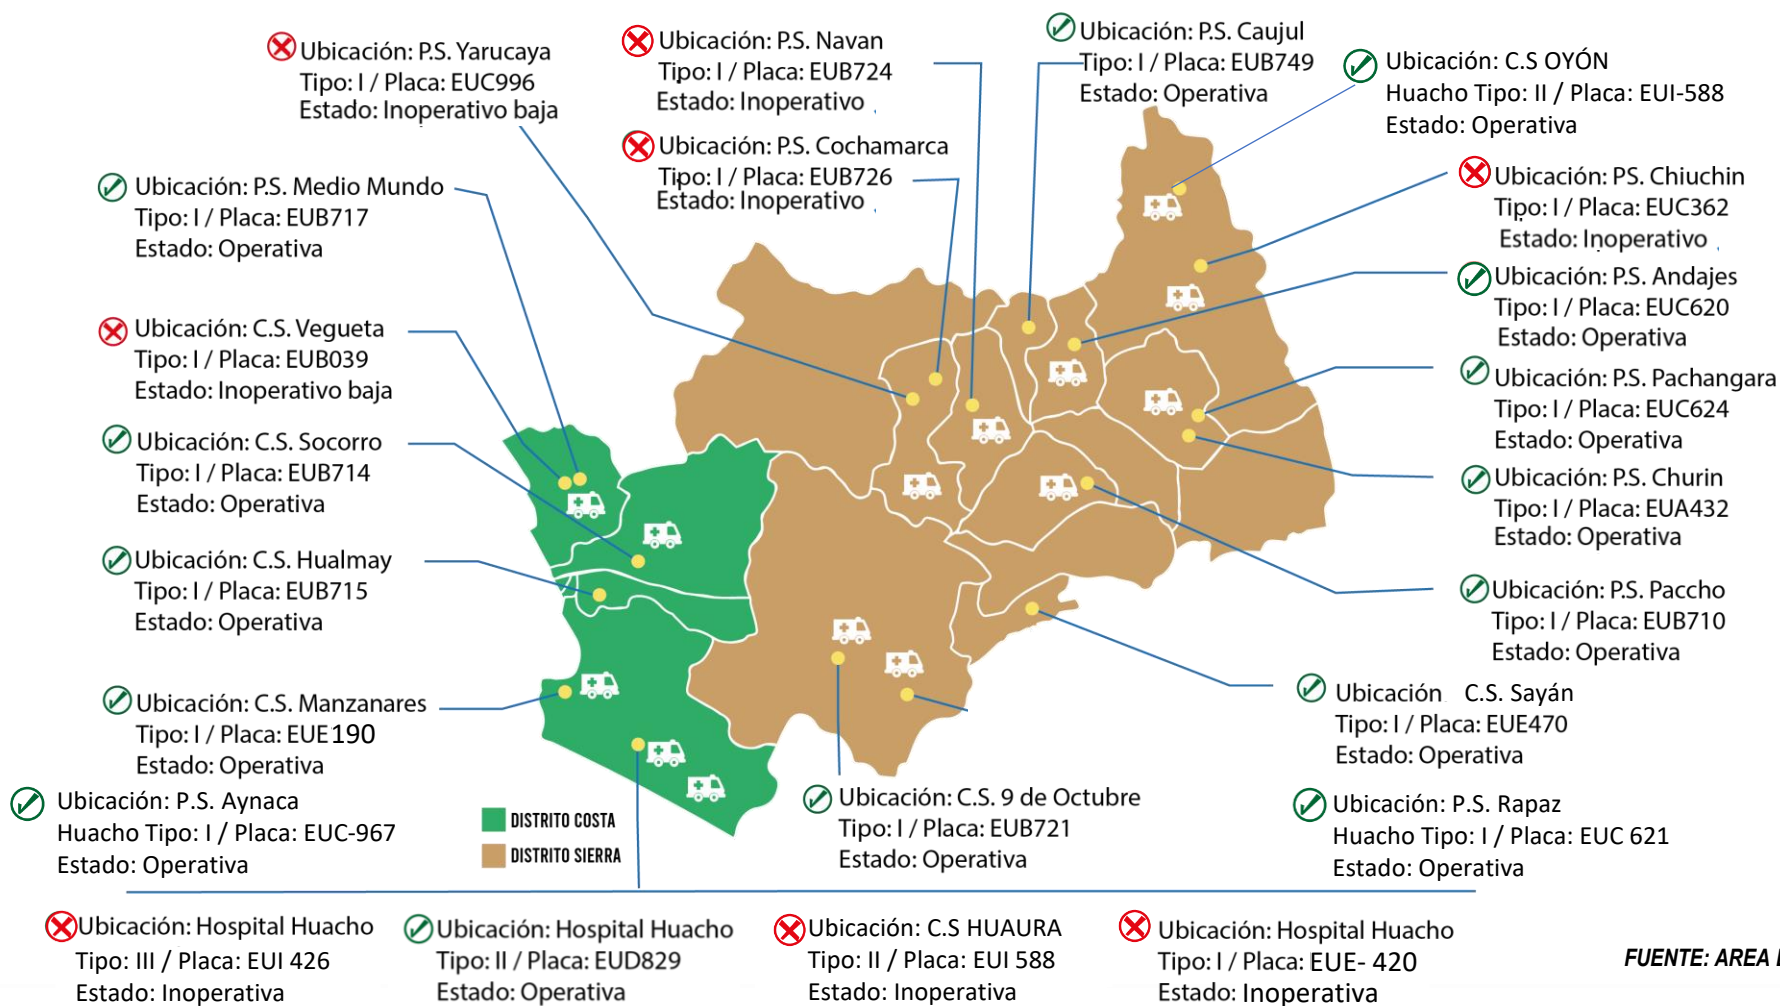 Ubicación: P.S. Yarucaya
Tipo: I / Placa: EUC996
Estado: Inoperativo baja
Ubicación: P.S. Navan
Tipo: I / Placa: EUB724
Estado: Inoperativo
Ubicación: P.S. Cochamarca
Tipo: I / Placa: EUB726
Estado: Inoperativo
Ubicación: P.S. Caujul
Tipo: I / Placa: EUB749
Estado: Operativa
Ubicación: C.S OYÓN
Huacho Tipo: II / Placa: EUI-588
Estado: Operativa
Ubicación: P.S. Medio Mundo
Tipo: I / Placa: EUB717
Estado: Operativa
Ubicación: PS. Chiuchin
Tipo: I / Placa: EUC362
Estado: Inoperativo
Ubicación: P.S. Andajes
Tipo: I / Placa: EUC620
Estado: Operativa
Ubicación: C.S. Vegueta
Tipo: I / Placa: EUB039
Estado: Inoperativo baja
Ubicación: P.S. Pachangara
Tipo: I / Placa: EUC624
Estado: Operativa
Ubicación: C.S. Socorro
Tipo: I / Placa: EUB714
Estado: Operativa
Ubicación: P.S. Churin
Tipo: I / Placa: EUA432
Estado: Operativa
Ubicación: C.S. Hualmay
Tipo: I / Placa: EUB715
Estado: Operativa
Ubicación: P.S. Paccho
Tipo: I / Placa: EUB710
Estado: Operativa
Ubicación: C.S. Manzanares
Tipo: I / Placa: EUE190
Estado: Operativa
Ubicación C.S. Sayán
Tipo: I / Placa: EUE470
Estado: Operativa
Ubicación: P.S. Aynaca
Huacho Tipo: I / Placa: EUC-967
Estado: Operativa
DISTRITO COSTA
DISTRITO SIERRA
Ubicación: C.S. 9 de Octubre
Tipo: I / Placa: EUB721
Estado: Operativa
Ubicación: P.S. Rapaz
Huacho Tipo: I / Placa: EUC 621
Estado: Operativa
Ubicación: Hospital Huacho
Tipo: III / Placa: EUI 426
Estado: Inoperativa
Ubicación: Hospital Huacho
Tipo: II / Placa: EUD829
Estado: Operativa
Ubicación: C.S HUAURA
Tipo: II / Placa: EUI 588
Estado: Inoperativa
Ubicación: Hospital Huacho
Tipo: I / Placa: EUE- 420
Estado: Inoperativa
FUENTE: AREA